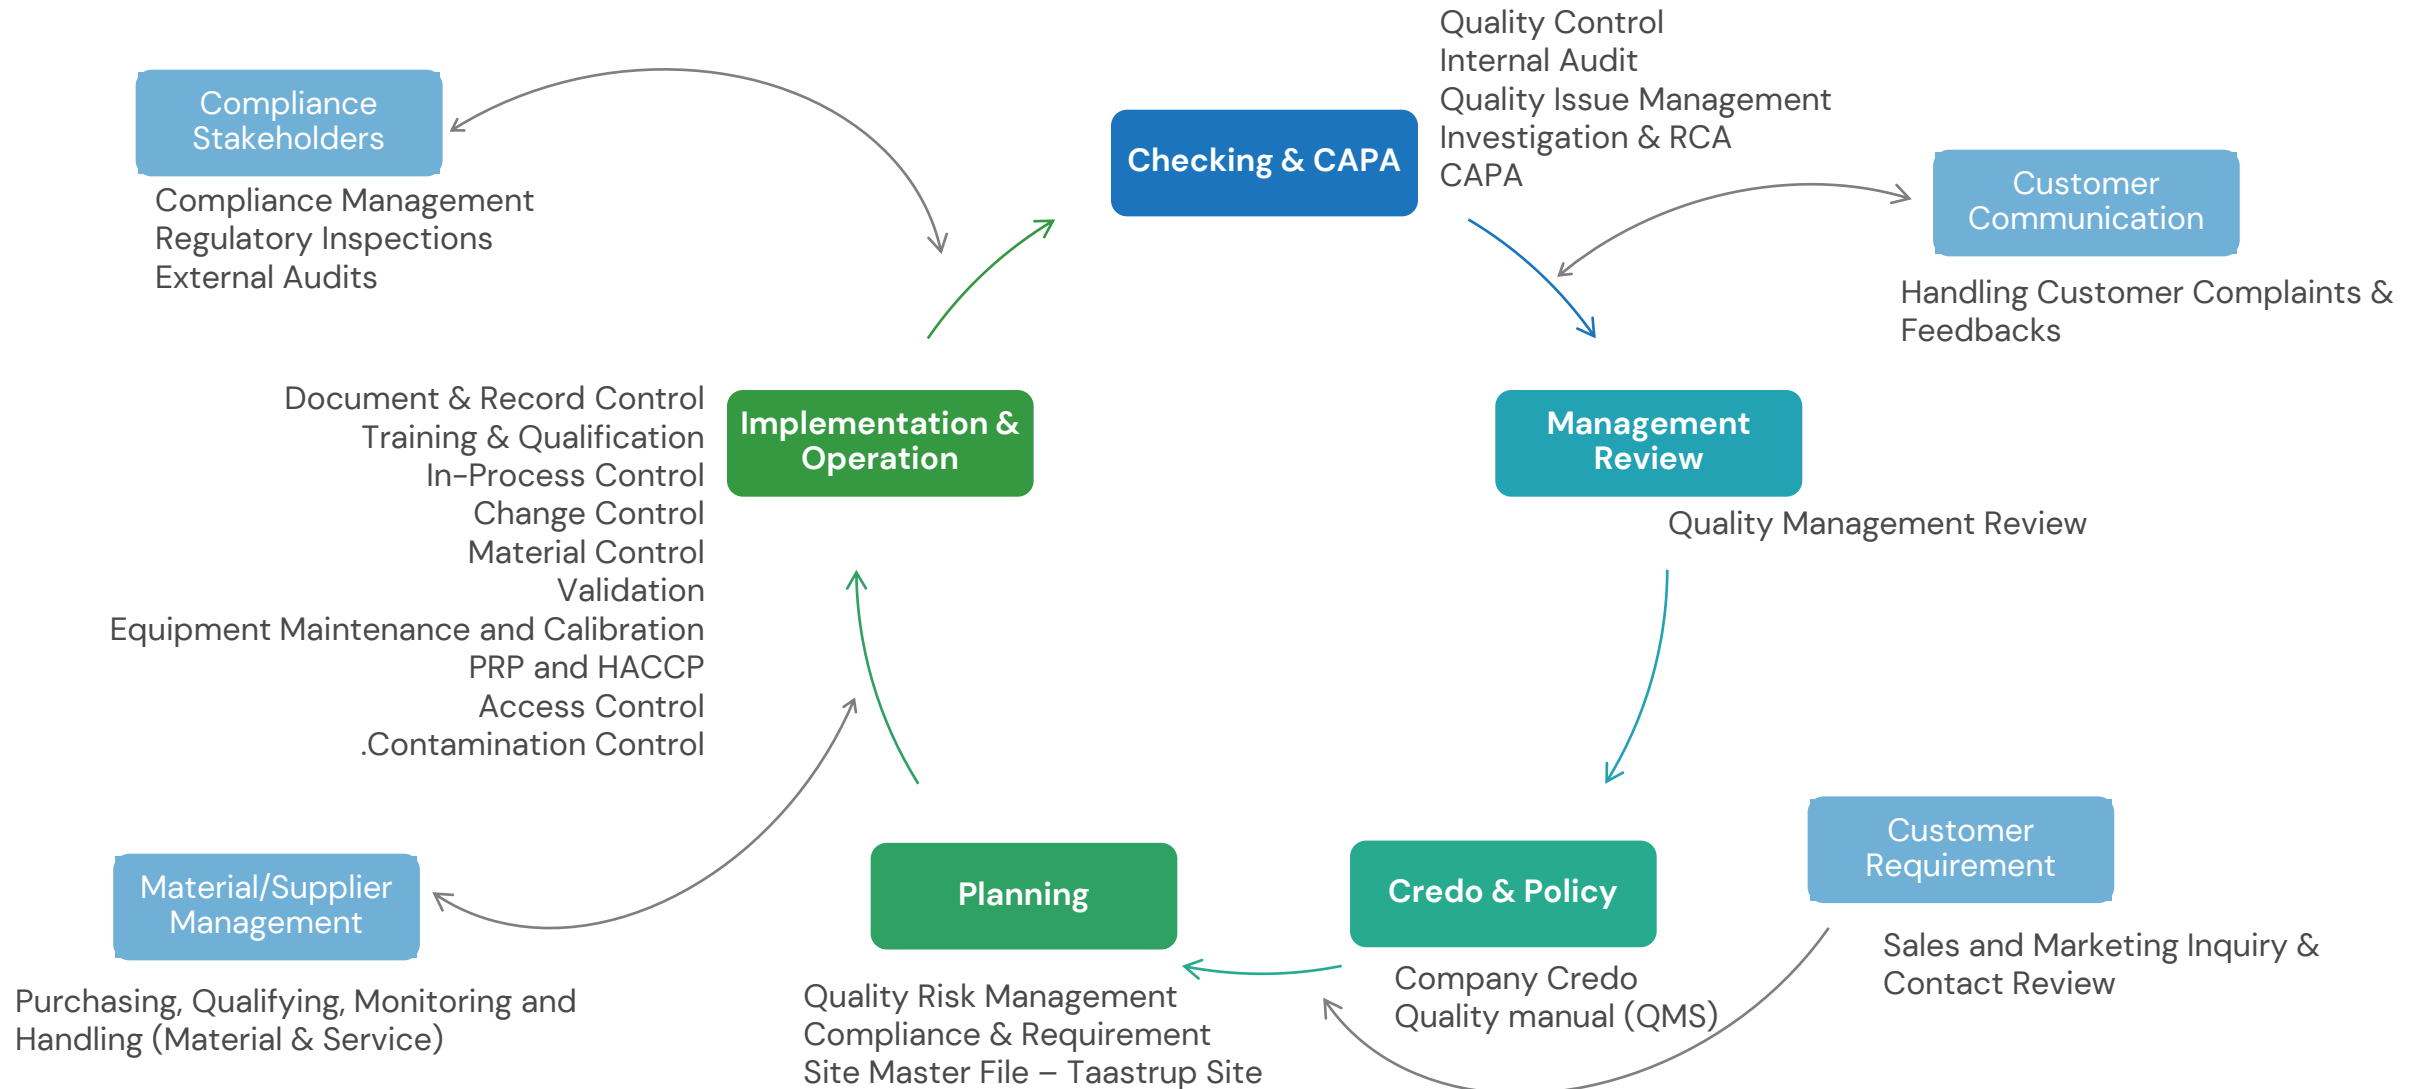 Compliance
Stakeholders
Compliance Management
Regulatory Inspections
External Audits
Checking & CAPA
Quality Control
Internal Audit
Quality Issue Management
Investigation & RCA
CAPA
Customer
Communication
Handling Customer Complaints &
Feedbacks
Document & Record Control
Training & Qualification
In-Process Control
Change Control
Material Control
Validation
Equipment Maintenance and Calibration
PRP and HACCP
Access Control
.Contamination Control
Implementation &
Operation
Management
Review
Quality Management Review
Material/Supplier
Management
Purchasing, Qualifying, Monitoring and
Handling (Material & Service)
Planning
Quality Risk Management
Compliance & Requirement
Site Master File – Taastrup Site
Credo & Policy
Company Credo
Quality manual (QMS)
Customer
Requirement
Sales and Marketing Inquiry &
Contact Review